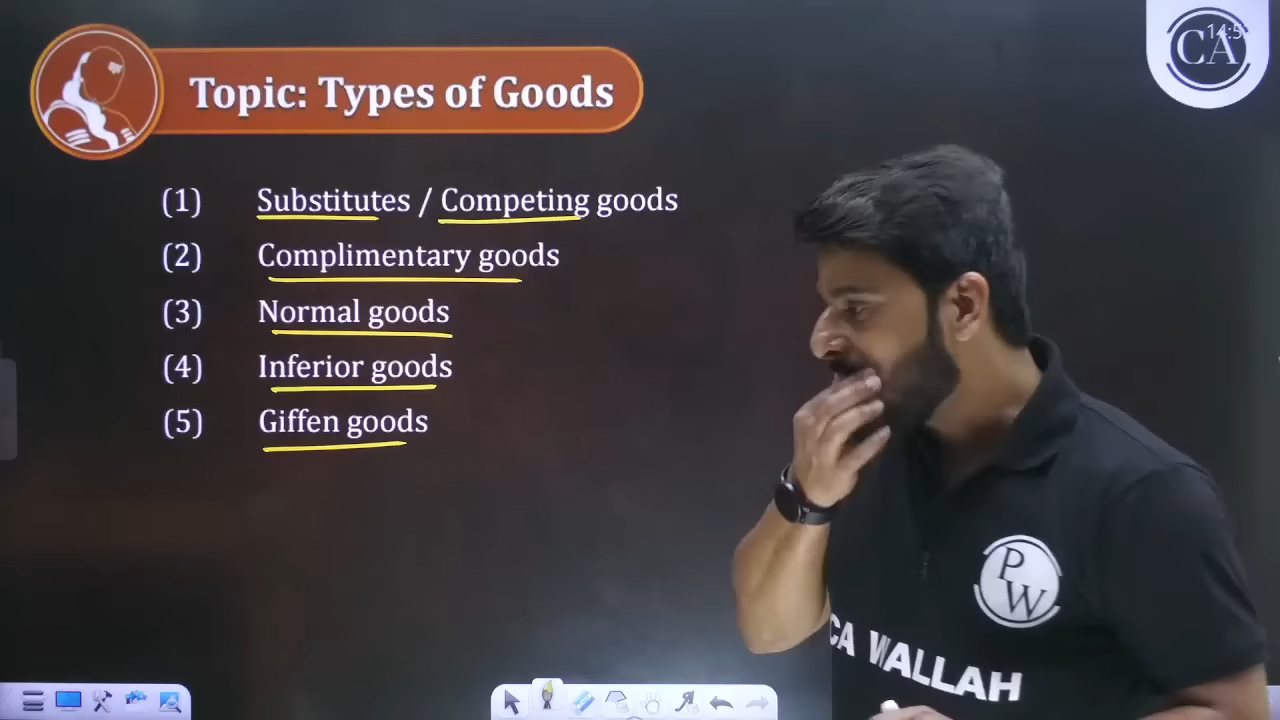 Topic: Types of Goods
CA
(1) Substitutes / Competing goods
(2) Complimentary goods
(3) Normal goods
(4) Inferior goods
(5) Giffen goods
PW
CA WALLAH